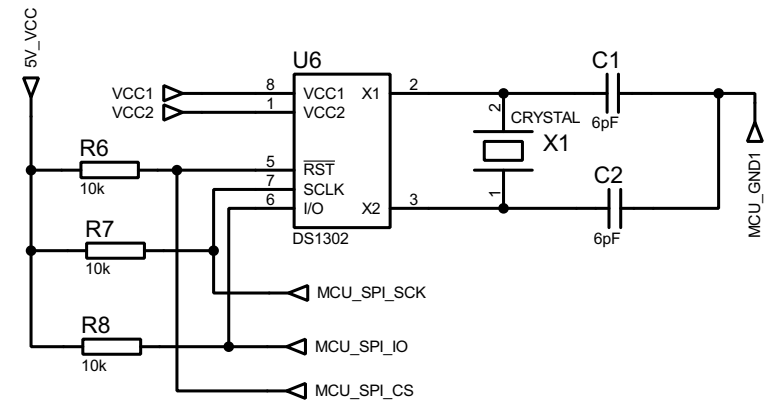 5V_VCC
U6
C1
VCC1
8
VCC1
X1
2
VCC2
1
VCC2
2
CRYSTAL
6pF
X1
MCU_GND1
R6
10k
5
RST
7
SCLK
6
I/O
X2
3
1
C2
6pF
DS1302
R7
10k
MCU_SPI_SCK
R8
10k
MCU_SPI_IO
MCU_SPI_CS